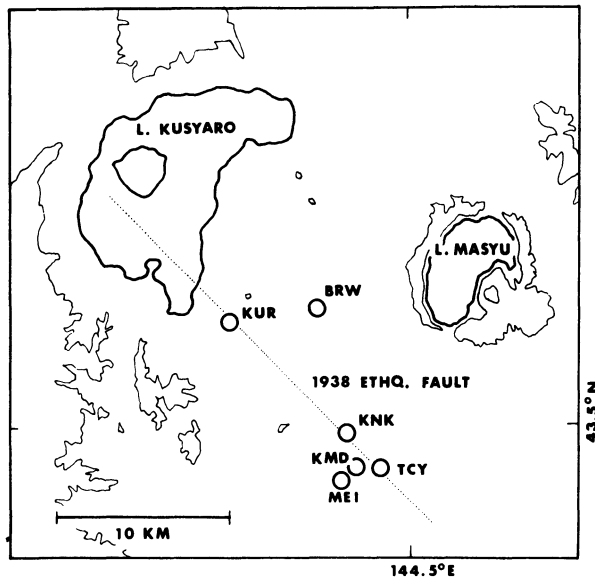 L. KUSYARO
L. MASYU
BRW
KUR
1938 ETHQ. FAULT
KNK
KMD
TCY
MEI
10 KM
43.5°N
144.5°E